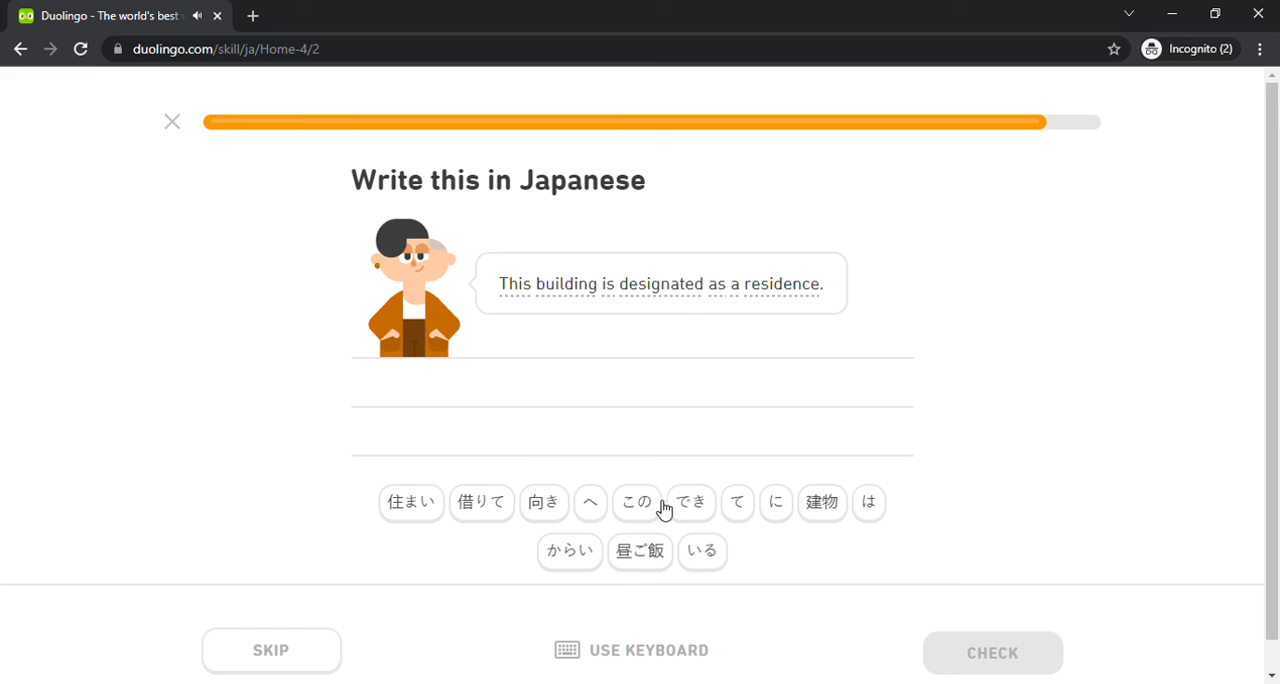 Duolingo - The world's best
Incognito (2)
duolingo.com/skill/ja/Home-4/2
Write this in Japanese
This building is designated as a residence.
住まい 借りて 向き へ この でき て に 建物 は
からい 昼ご飯 いる
SKIP
USE KEYBOARD
CHECK